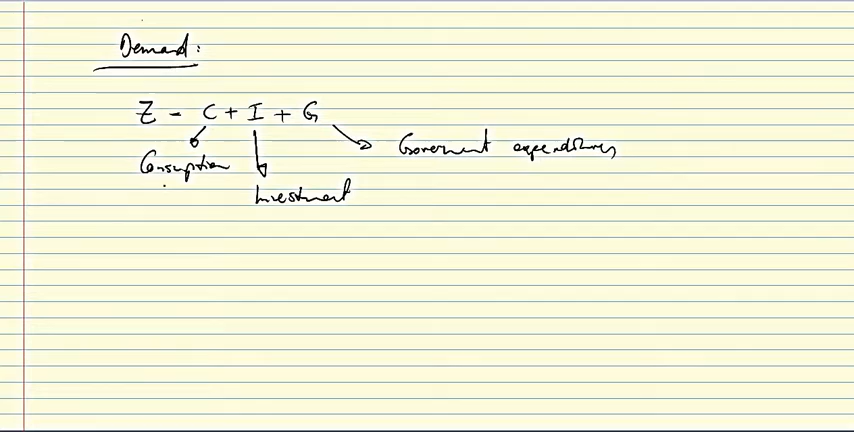 Demand:
Z = C + I + G
Government expenditures
Consumption
Investment